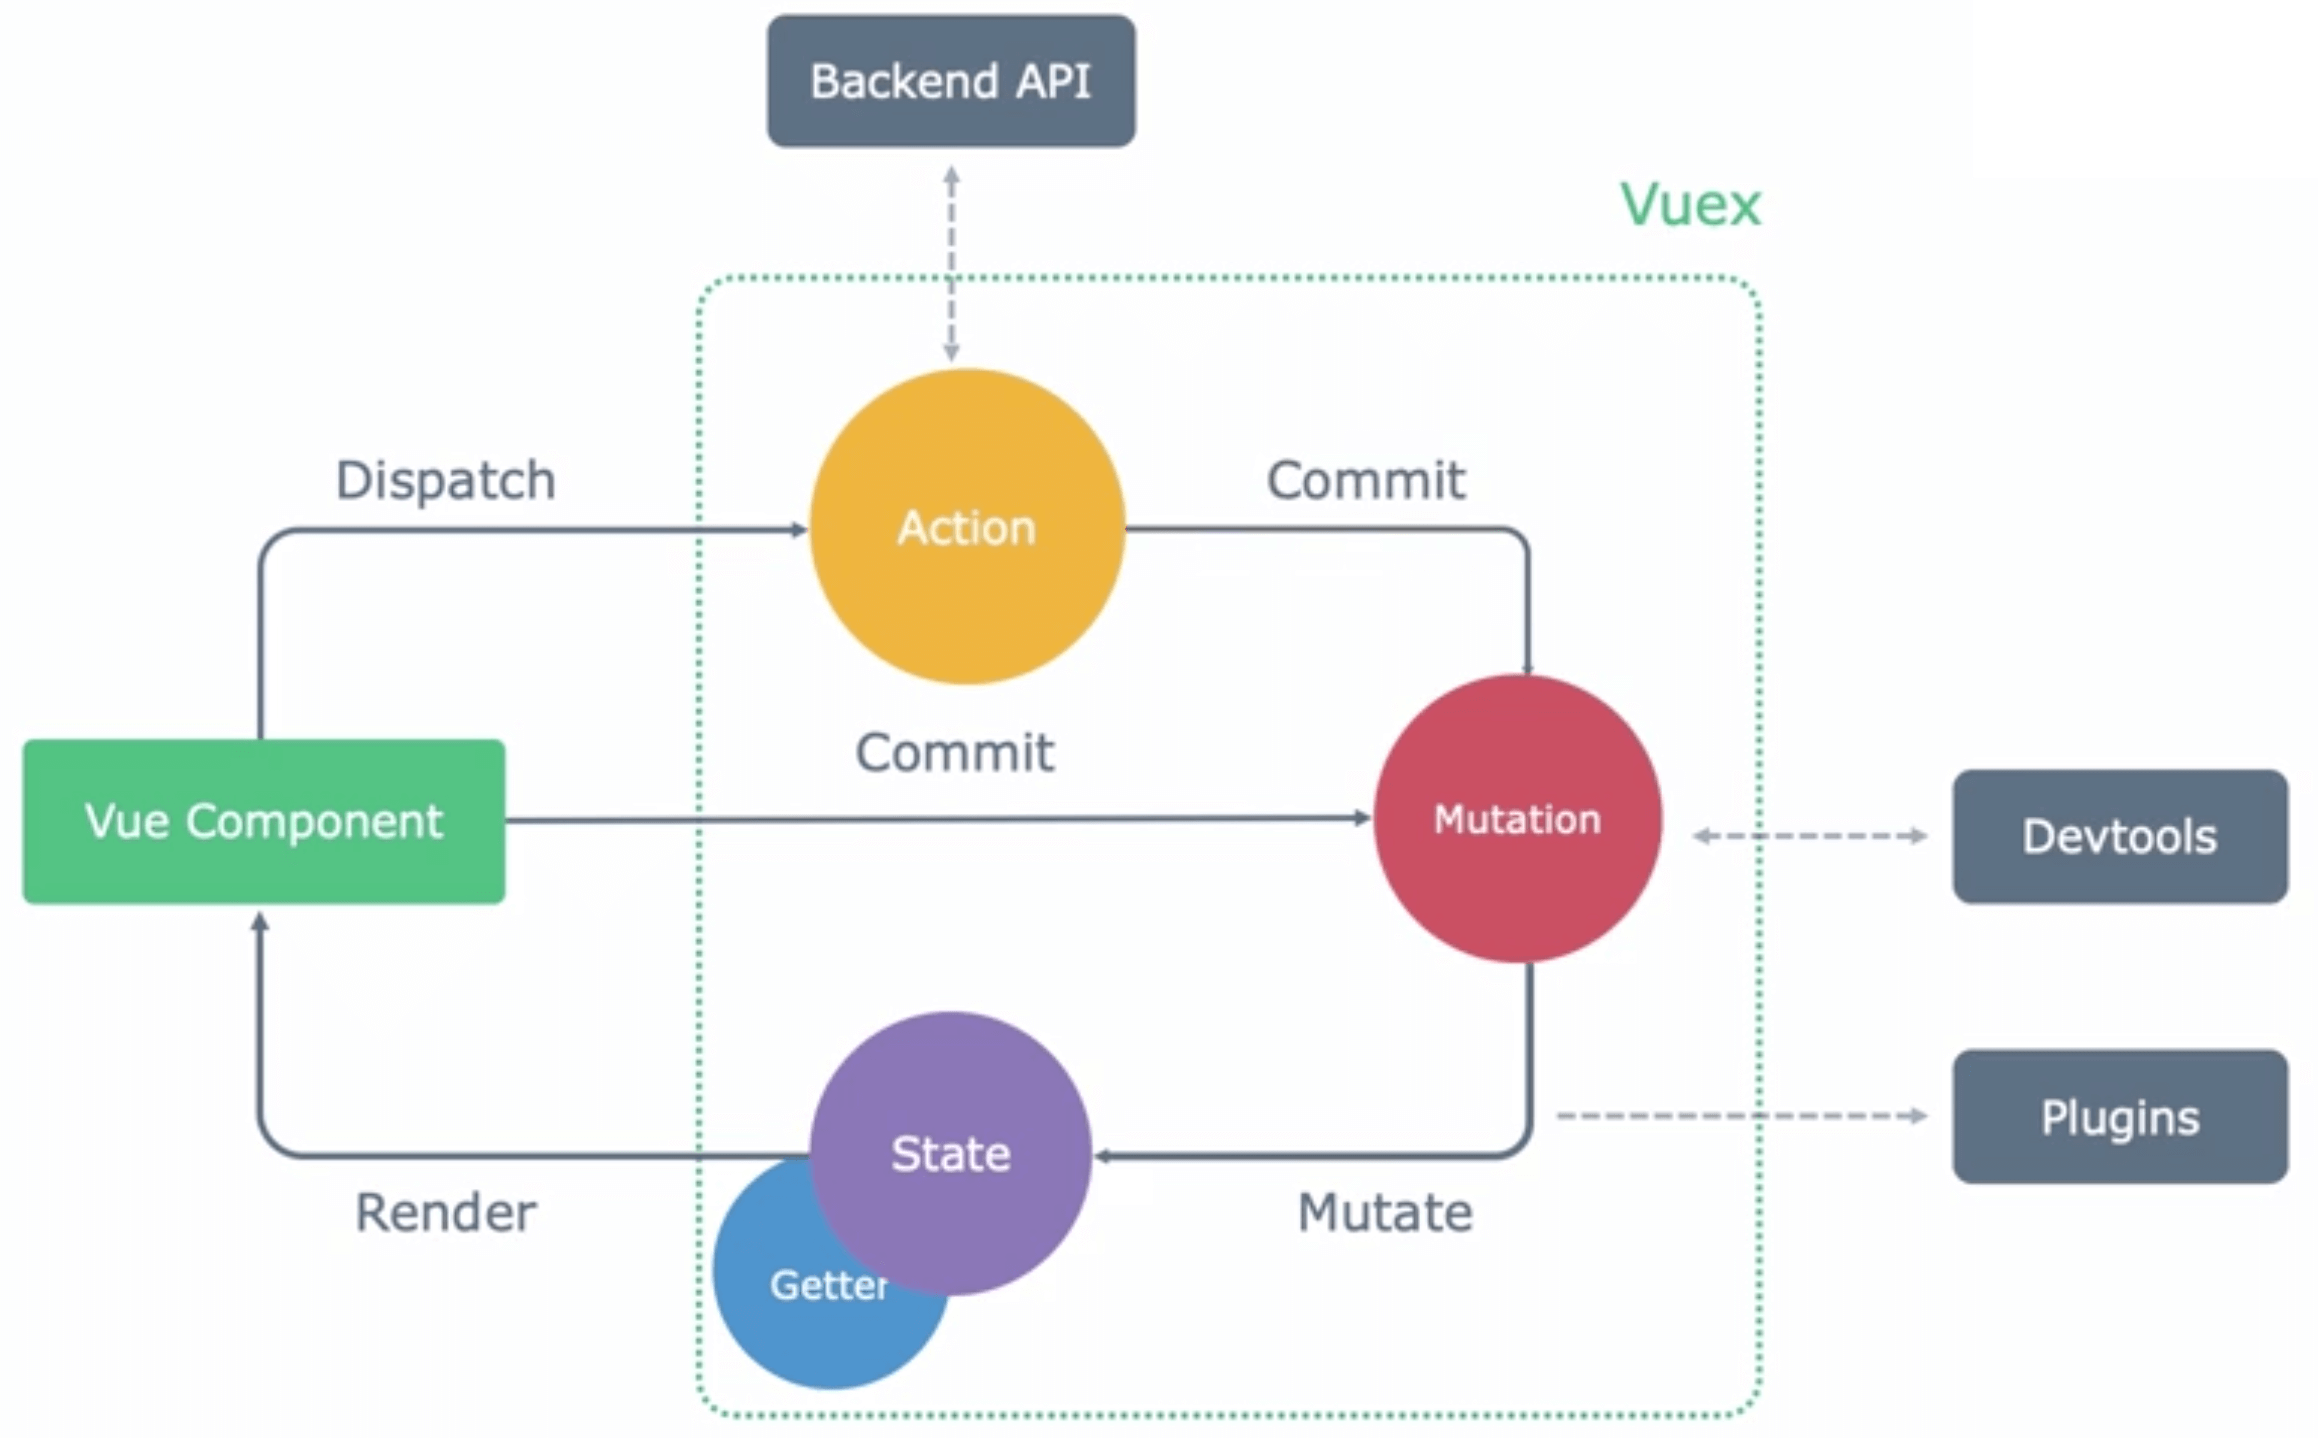 Backend API
Vuex
Dispatch
Commit
Action
Commit
Vue Component
Mutation
Devtools
State
Plugins
Render
Mutate
Getter